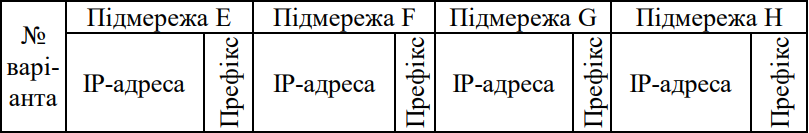 № варі-анта
Підмережа E
Підмережа F
Підмережа G
Підмережа H
IP-адреса
Префікс
IP-адреса
Префікс
IP-адреса
Префікс
IP-адреса
Префікс